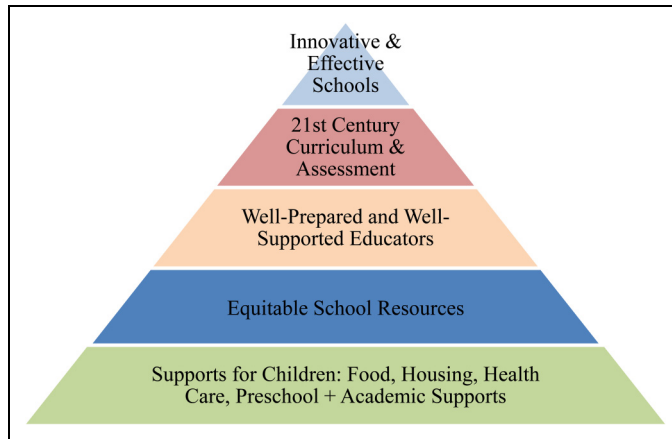 Innovative &
Effective
Schools
21st Century
Curriculum &
Assessment
Well-Prepared and Well-
Supported Educators
Equitable School Resources
Supports for Children: Food, Housing, Health
Care, Preschool + Academic Supports